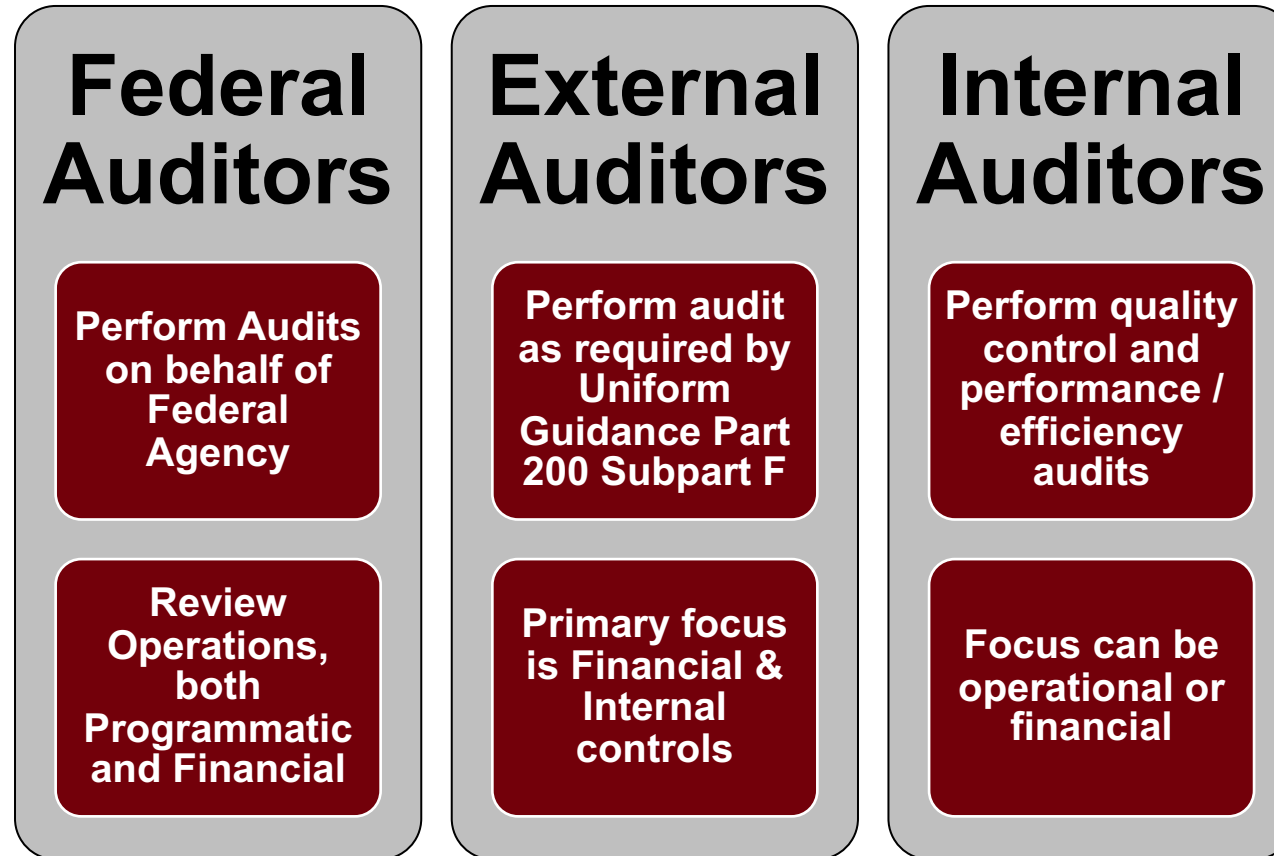 Federal
Auditors
Perform Audits
on behalf of
Federal
Agency
Review
Operations,
both
Programmatic
and Financial
External
Auditors
Perform audit
as required by
Uniform
Guidance Part
200 Subpart F
Primary focus
is Financial &
Internal
controls
Internal
Auditors
Perform quality
control and
performance /
efficiency
audits
Focus can be
operational or
financial